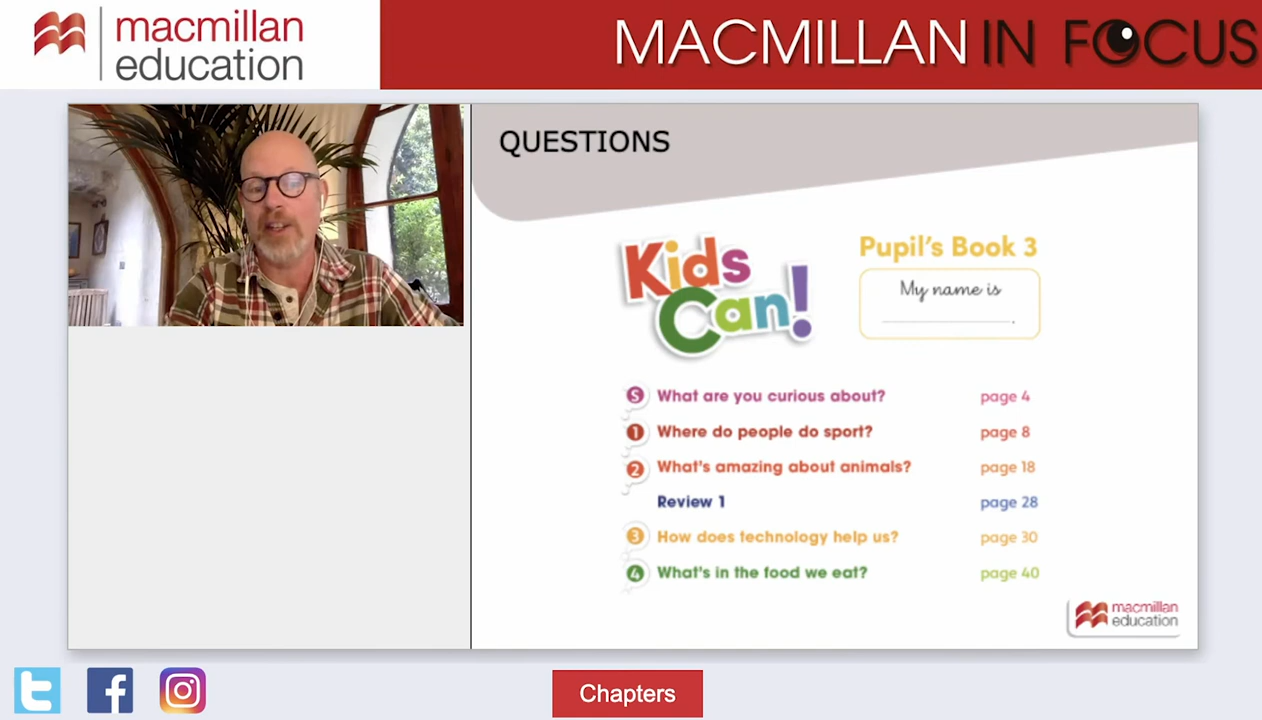 macmillan
education
MACMILLAN IN FOCUS
QUESTIONS
Kids
Can!
Pupil's Book 3
My name is
.
S What are you curious about? page 4
1 Where do people do sport? page 8
2 What's amazing about animals? page 18
Review 1 page 28
3 How does technology help us? page 30
4 What's in the food we eat? page 40
macmillan
education
Chapters